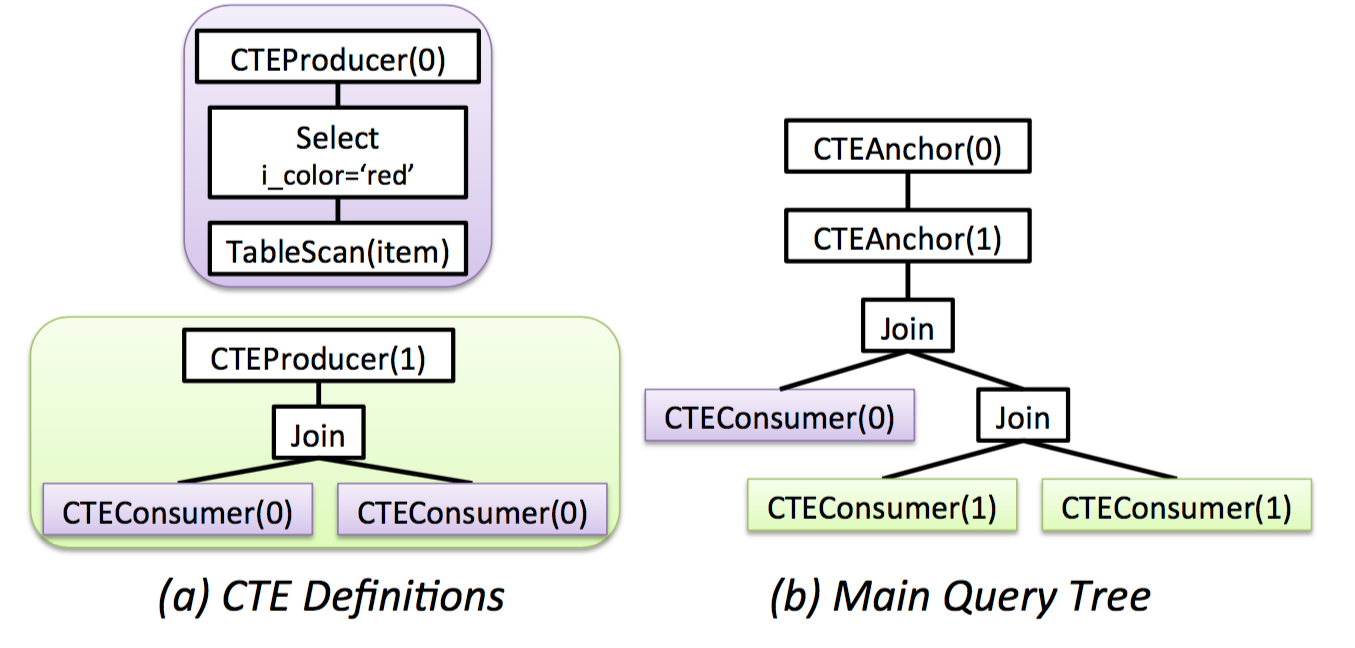 CTEProducer(0)
Select
i_color=‘red’
TableScan(item)
CTEProducer(1)
Join
CTEConsumer(0)
CTEConsumer(0)
(a) CTE Definitions
CTEAnchor(0)
CTEAnchor(1)
Join
CTEConsumer(0)
Join
CTEConsumer(1)
CTEConsumer(1)
(b) Main Query Tree